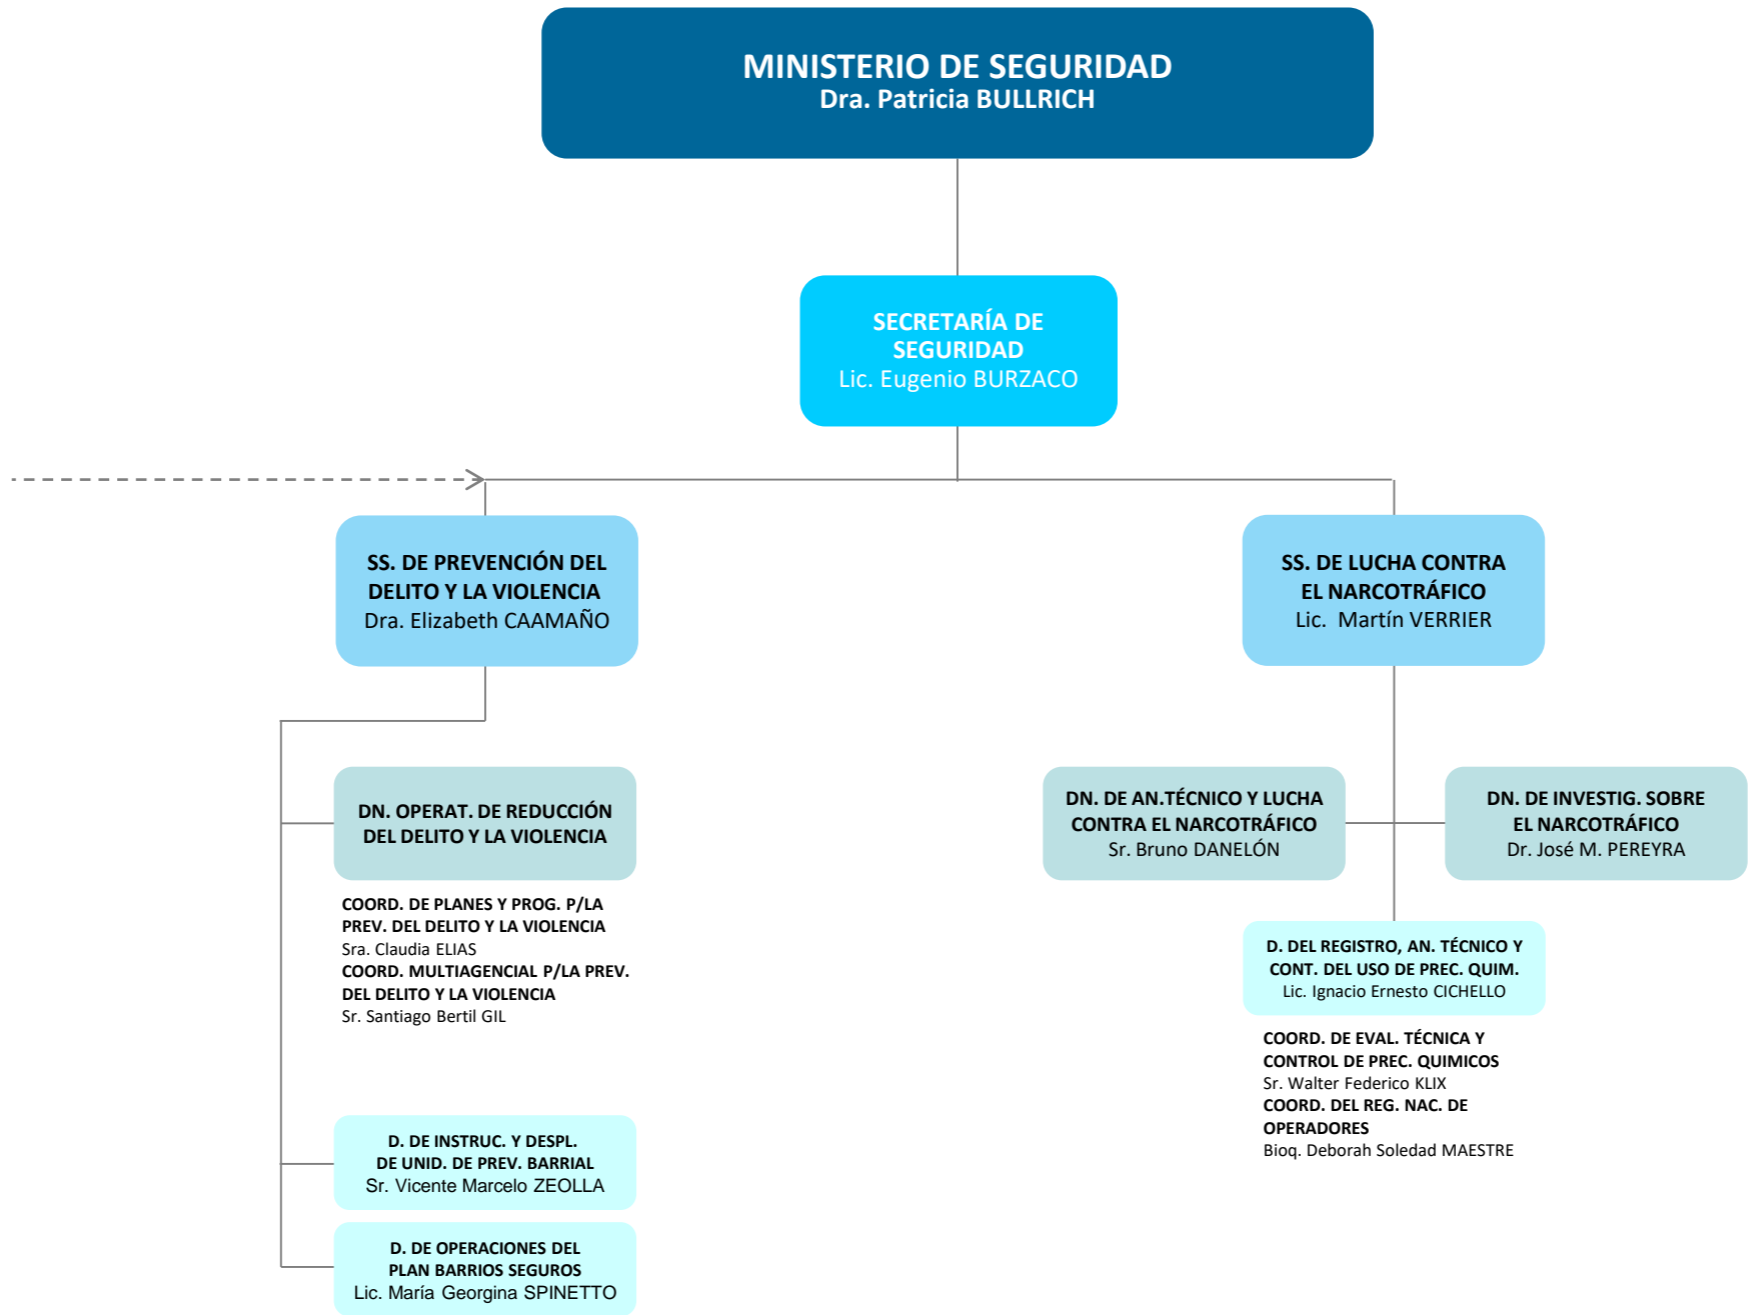 MINISTERIO DE SEGURIDAD
Dra. Patricia BULLRICH
SECRETARÍA DE
SEGURIDAD
Lic. Eugenio BURZACO
SS. DE PREVENCIÓN DEL
DELITO Y LA VIOLENCIA
Dra. Elizabeth CAAMAÑO
SS. DE LUCHA CONTRA
EL NARCOTRÁFICO
Lic. Martín VERRIER
DN. OPERAT. DE REDUCCIÓN
DEL DELITO Y LA VIOLENCIA
COORD. DE PLANES Y PROG. P/LA
PREV. DEL DELITO Y LA VIOLENCIA
Sra. Claudia ELIAS
COORD. MULTIAGENCIAL P/LA PREV.
DEL DELITO Y LA VIOLENCIA
Sr. Santiago Bertil GIL
D. DE INSTRUC. Y DESPL.
DE UNID. DE PREV. BARRIAL
Sr. Vicente Marcelo ZEOLLA
D. DE OPERACIONES DEL
PLAN BARRIOS SEGUROS
Lic. María Georgina SPINETTO
DN. DE AN.TÉCNICO Y LUCHA
CONTRA EL NARCOTRÁFICO
Sr. Bruno DANELÓN
DN. DE INVESTIG. SOBRE
EL NARCOTRÁFICO
Dr. José M. PEREYRA
D. DEL REGISTRO, AN. TÉCNICO Y
CONT. DEL USO DE PREC. QUIM.
Lic. Ignacio Ernesto CICHELLO
COORD. DE EVAL. TÉCNICA Y
CONTROL DE PREC. QUIMICOS
Sr. Walter Federico KLIX
COORD. DEL REG. NAC. DE
OPERADORES
Bioq. Deborah Soledad MAESTRE